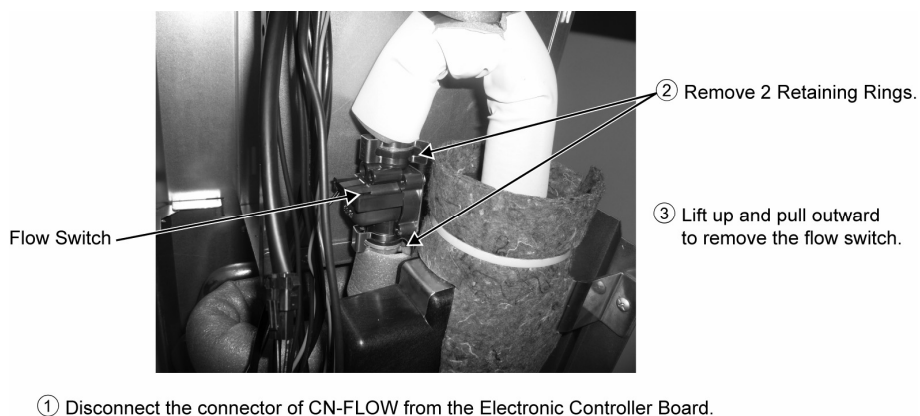 ② Remove 2 Retaining Rings.
③ Lift up and pull outward
to remove the flow switch.
Flow Switch
① Disconnect the connector of CN-FLOW from the Electronic Controller Board.